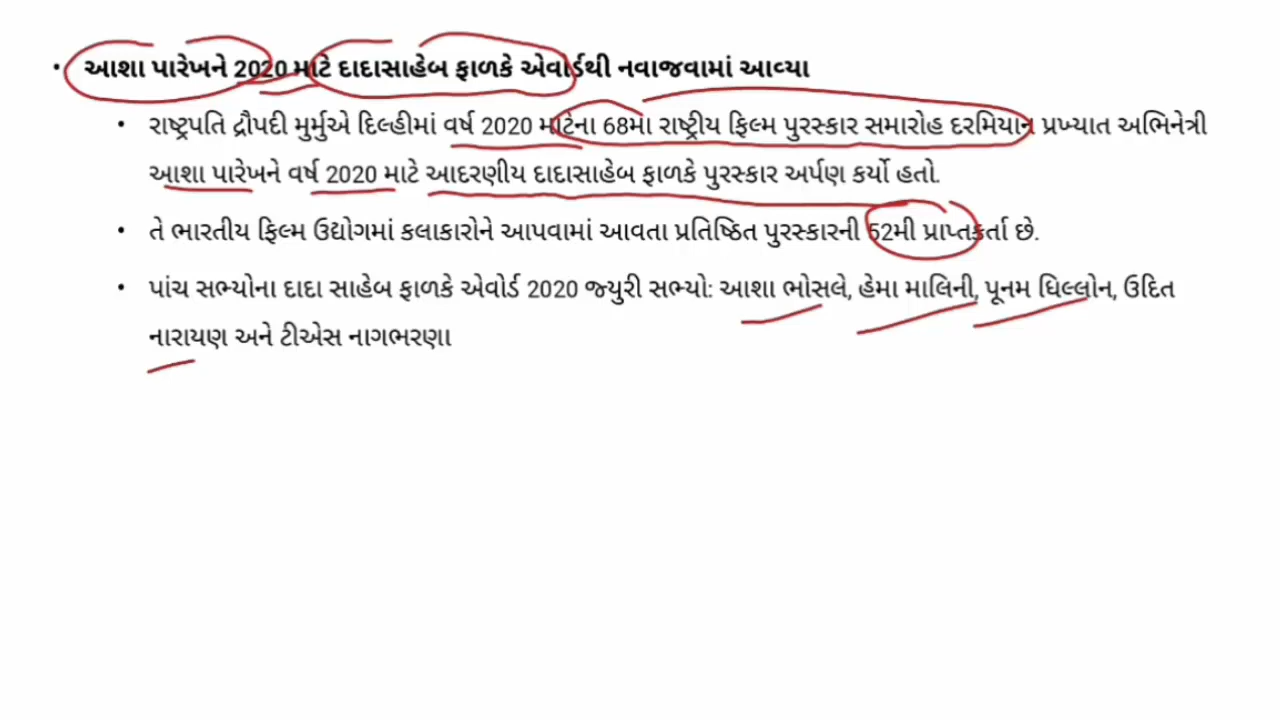 • આશા પારેખને 2020 માટે દાદાસાહેબ ફાળકે એવાર્ડથી નવાજવામાં આવ્યા
• રાષ્ટ્રપતિ દ્રૌપદી મુર્મુએ દિલ્હીમાં વર્ષ 2020 માટેના 68મા રાષ્ટ્રીય ફિલ્મ પુરસ્કાર સમારોહ દરમિયાન પ્રખ્યાત અભિનેત્રી
આશા પારેખને વર્ષ 2020 માટે આદરણીય દાદાસાહેબ ફાળકે પુરસ્કાર અર્પણ કર્યો હતો.
• તે ભારતીય ફિલ્મ ઉદ્યોગમાં કલાકારોને આપવામાં આવતા પ્રતિષ્ઠિત પુરસ્કારની 52મી પ્રાપ્તકર્તા છે.
• પાંચ સભ્યોના દાદા સાહેબ ફાળકે એવોર્ડ 2020 જ્યુરી સભ્યો: આશા ભોસલે, હેમા માલિની, પૂનમ ધિલ્લોન, ઉદિત
નારાયણ અને ટીએસ નાગભરણા